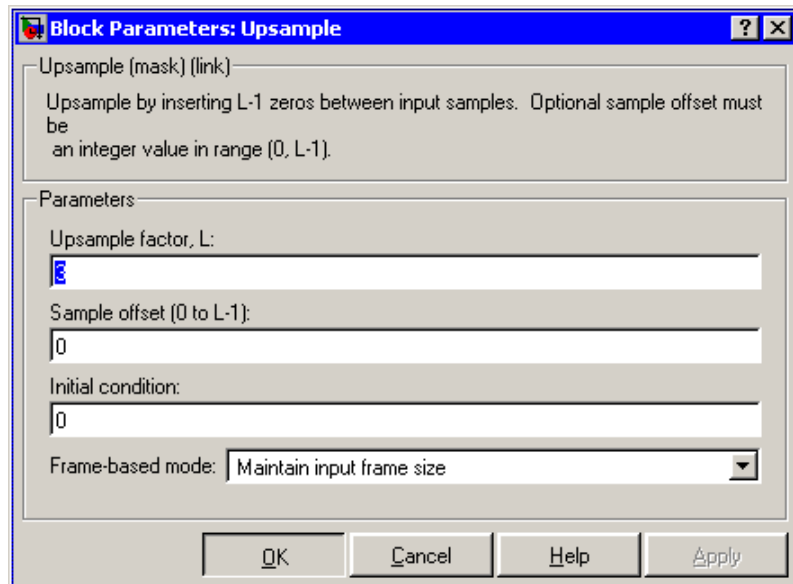 Block Parameters: Upsample
Upsample (mask) (link)
Upsample by inserting L-1 zeros between input samples.  Optional sample offset must
be
an integer value in range (0, L-1).
Parameters
Upsample factor, L:
3
Sample offset (0 to L-1):
0
Initial condition:
0
Frame-based mode: Maintain input frame size
OK Cancel Help Apply